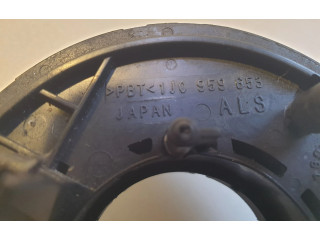 >PBT< 1J0 959 653
JAPAN ALS